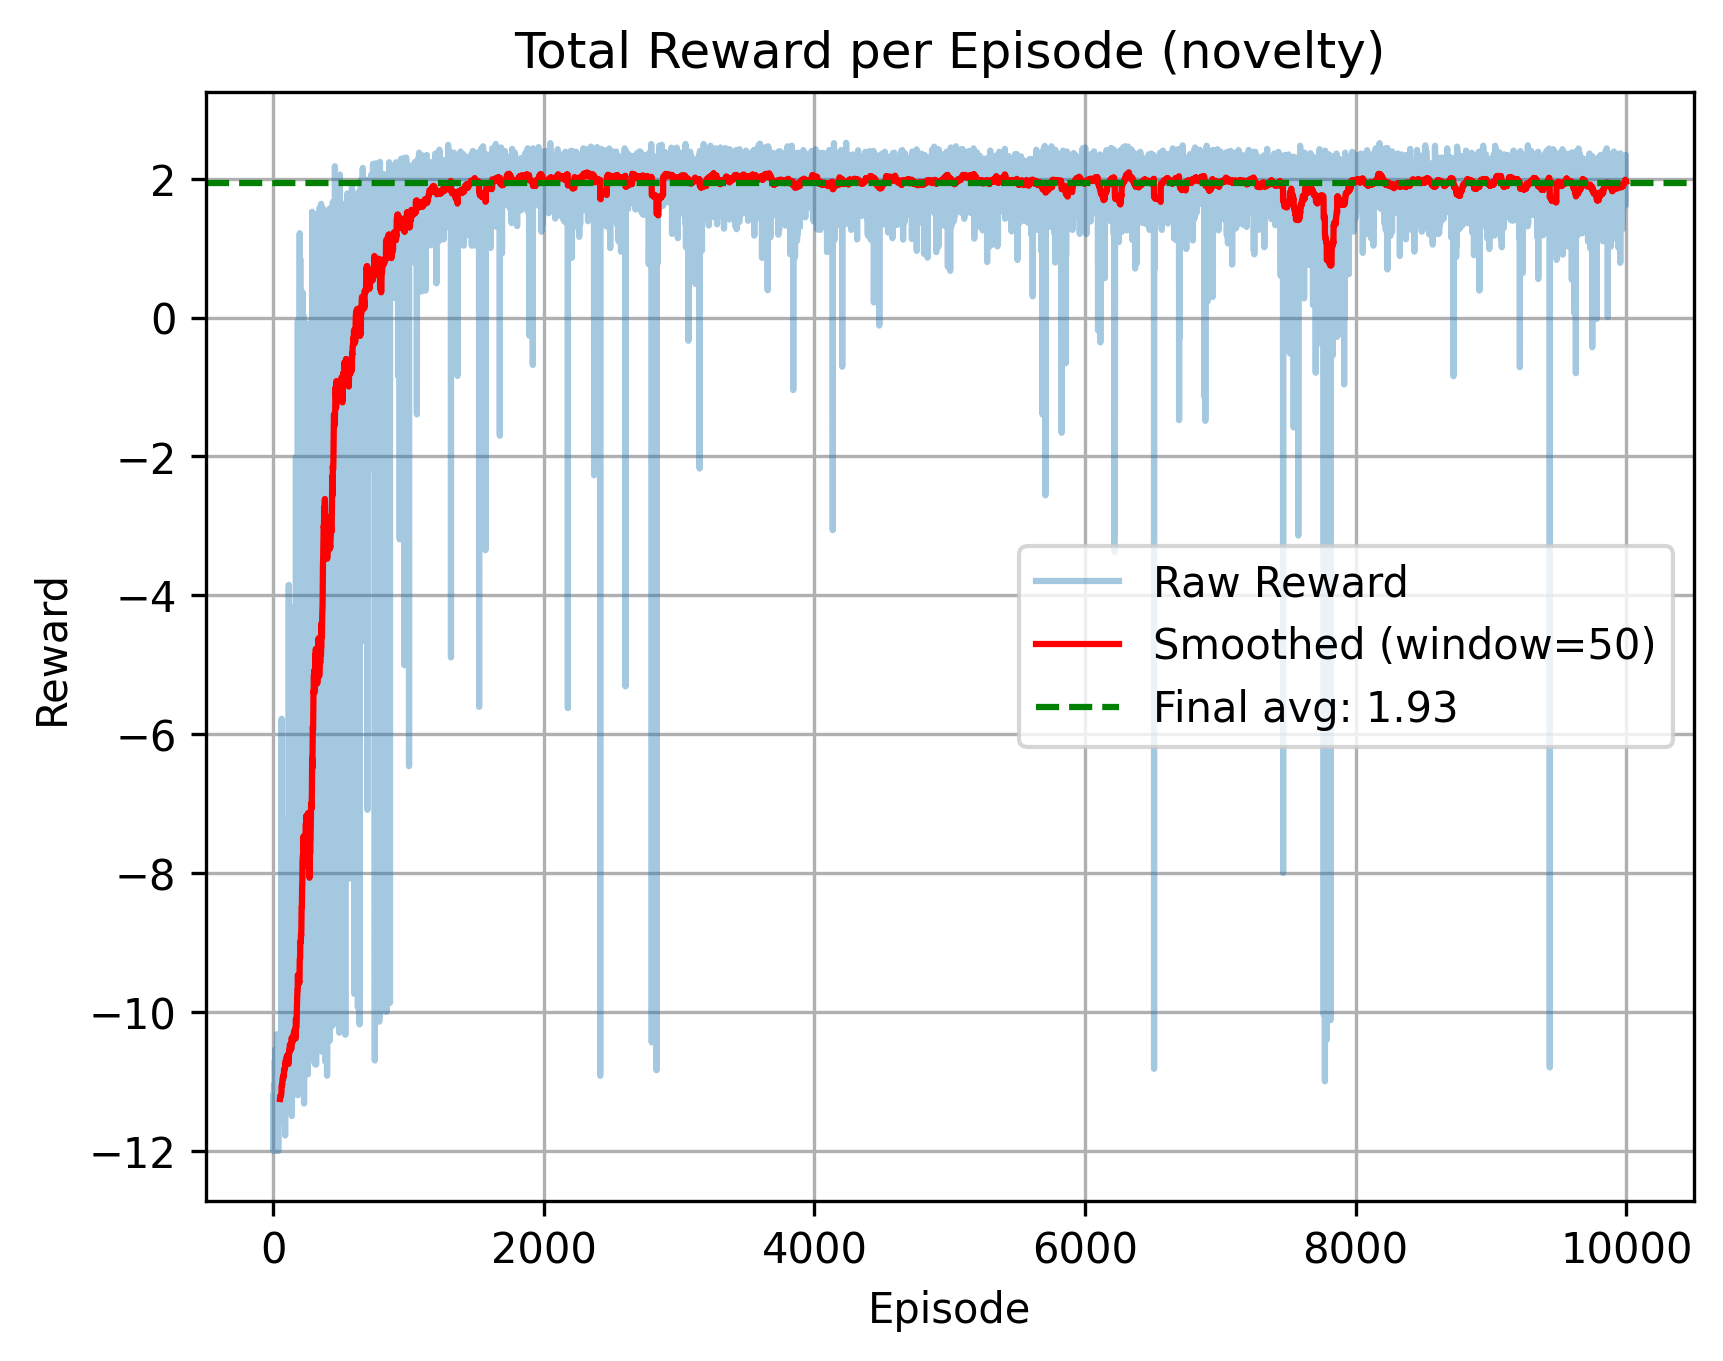 Total Reward per Episode (novelty)
2
0
−2
−4
−6
−8
−10
−12
Reward
Raw Reward
Smoothed (window=50)
Final avg: 1.93
0 2000 4000 6000 8000 10000
Episode